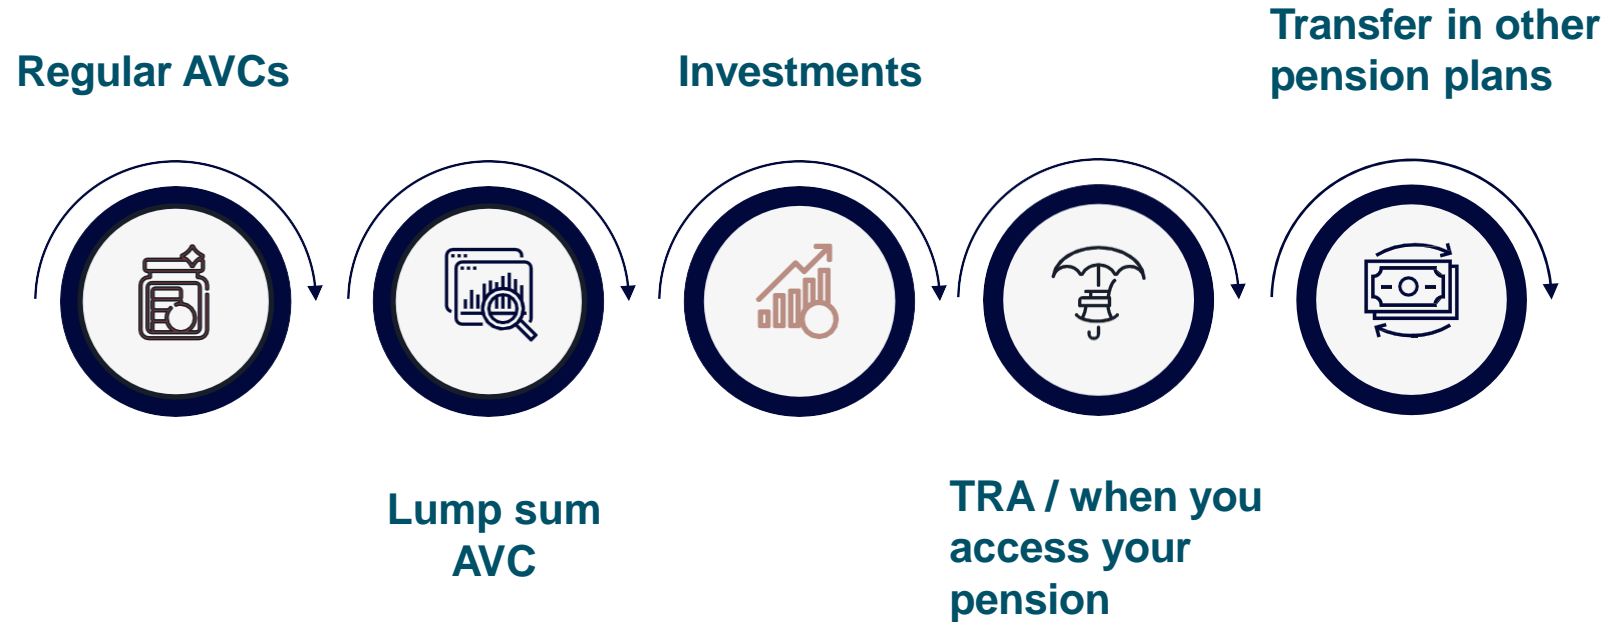 Regular AVCs
Lump sum
AVC
Investments
TRA / when you
access your
pension
Transfer in other
pension plans